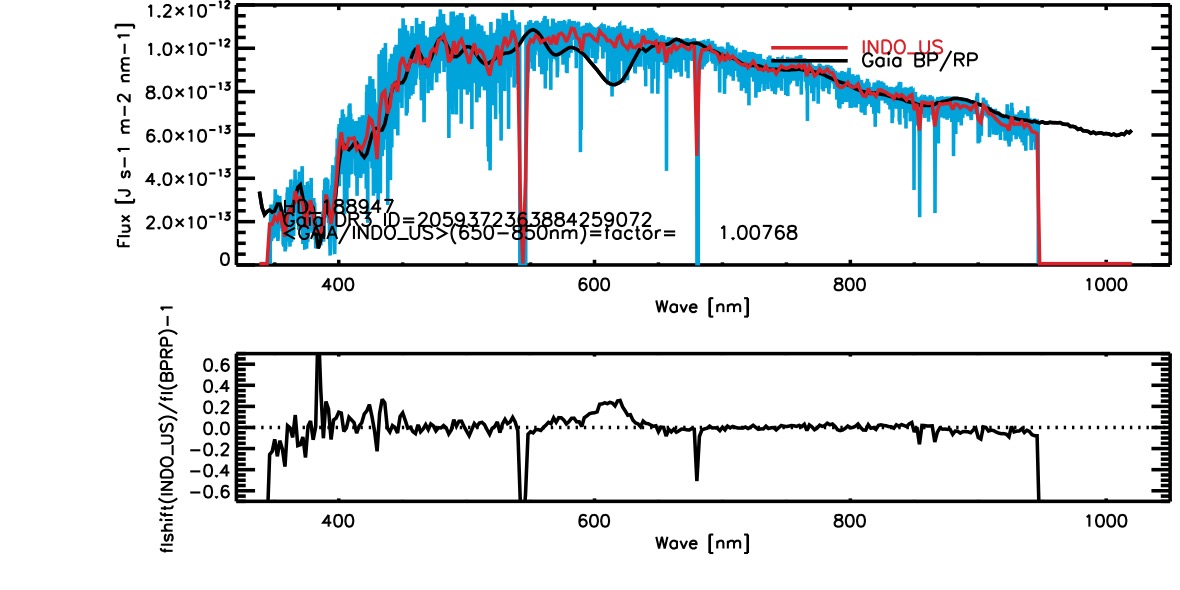 1.2×10⁻¹²
1.0×10⁻¹²
8.0×10⁻¹³
6.0×10⁻¹³
4.0×10⁻¹³
2.0×10⁻¹³
0
Flux [J s-1 m-2 nm-1]
INDO_US
Gaia BP/RP
HD_188947
Gaia DR3 ID=2059372363884259072
<GAIA/INDO_US>(650-850nm)=factor= 1.00768
400 600 800 1000
Wave [nm]
flshift(INDO_US)/fl(BPRP)-1
0.6
0.4
0.2
0.0
-0.2
-0.4
-0.6
400 600 800 1000
Wave [nm]